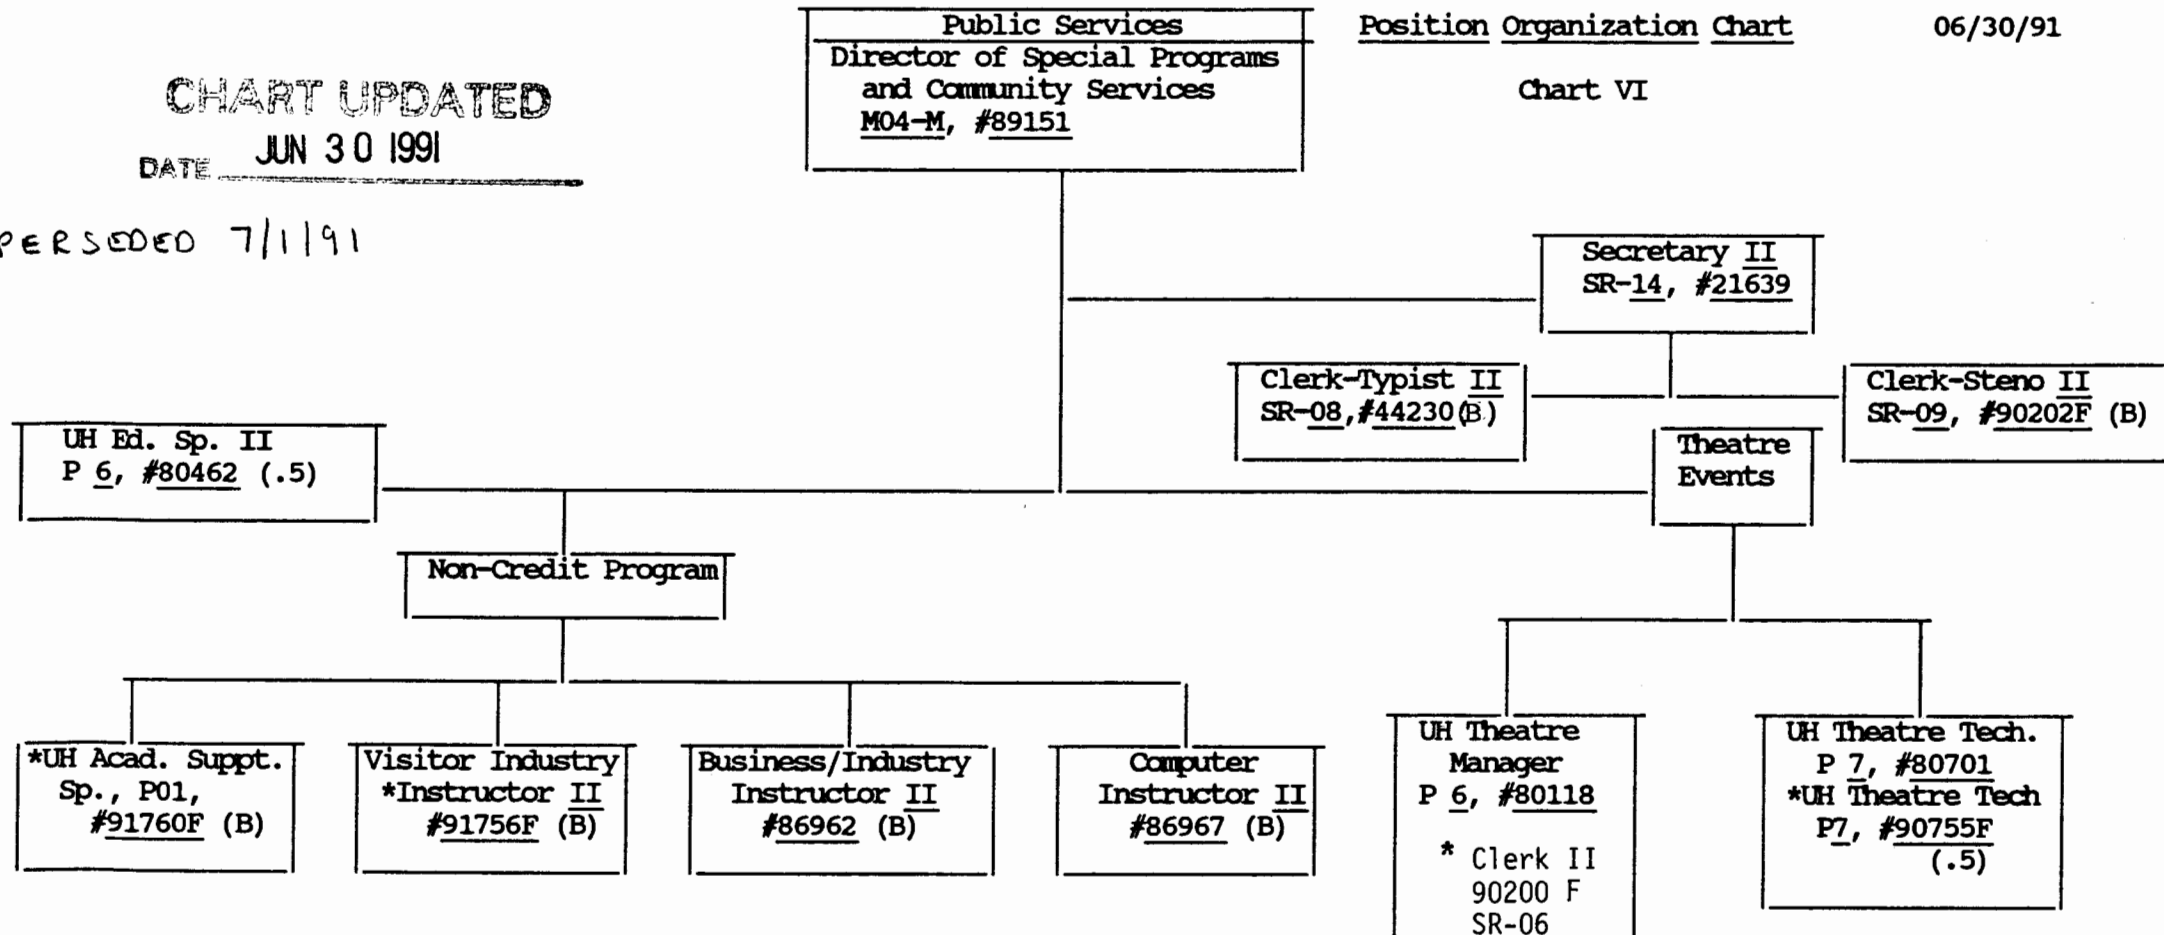 Public Services
Director of Special Programs
and Community Services
M04-M, #89151
Position Organization Chart
06/30/91
Chart VI
CHART UPDATED
DATE JUN 30 1991
PERSEDED 7/1/91
Secretary II
SR-14, #21639
Clerk-Typist II
SR-08,#44230(B)
Clerk-Steno II
SR-09, #90202F (B)
UH Ed. Sp. II
P 6, #80462 (.5)
Theatre
Events
Non-Credit Program
*UH Acad. Suppt.
Sp., P01,
#91760F (B)
Visitor Industry
*Instructor II
#91756F (B)
Business/Industry
Instructor II
#86962 (B)
Computer
Instructor II
#86967 (B)
UH Theatre
Manager
P 6, #80118
* Clerk II
90200 F
SR-06
UH Theatre Tech.
P 7, #80701
*UH Theatre Tech
P7, #90755F
(.5)